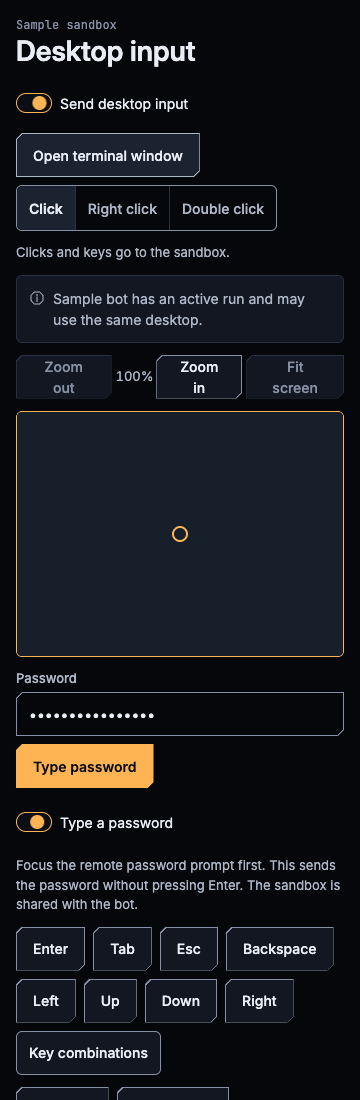 Sample sandbox
Desktop input
Send desktop input
Open terminal window
Click Right click Double click
Clicks and keys go to the sandbox.
Sample bot has an active run and may
use the same desktop.
Zoom out 100% Zoom in Fit screen
Password
••••••••••••••••
Type password
Type a password
Focus the remote password prompt first. This sends
the password without pressing Enter. The sandbox is
shared with the bot.
Enter Tab Esc Backspace
Left Up Down Right
Key combinations